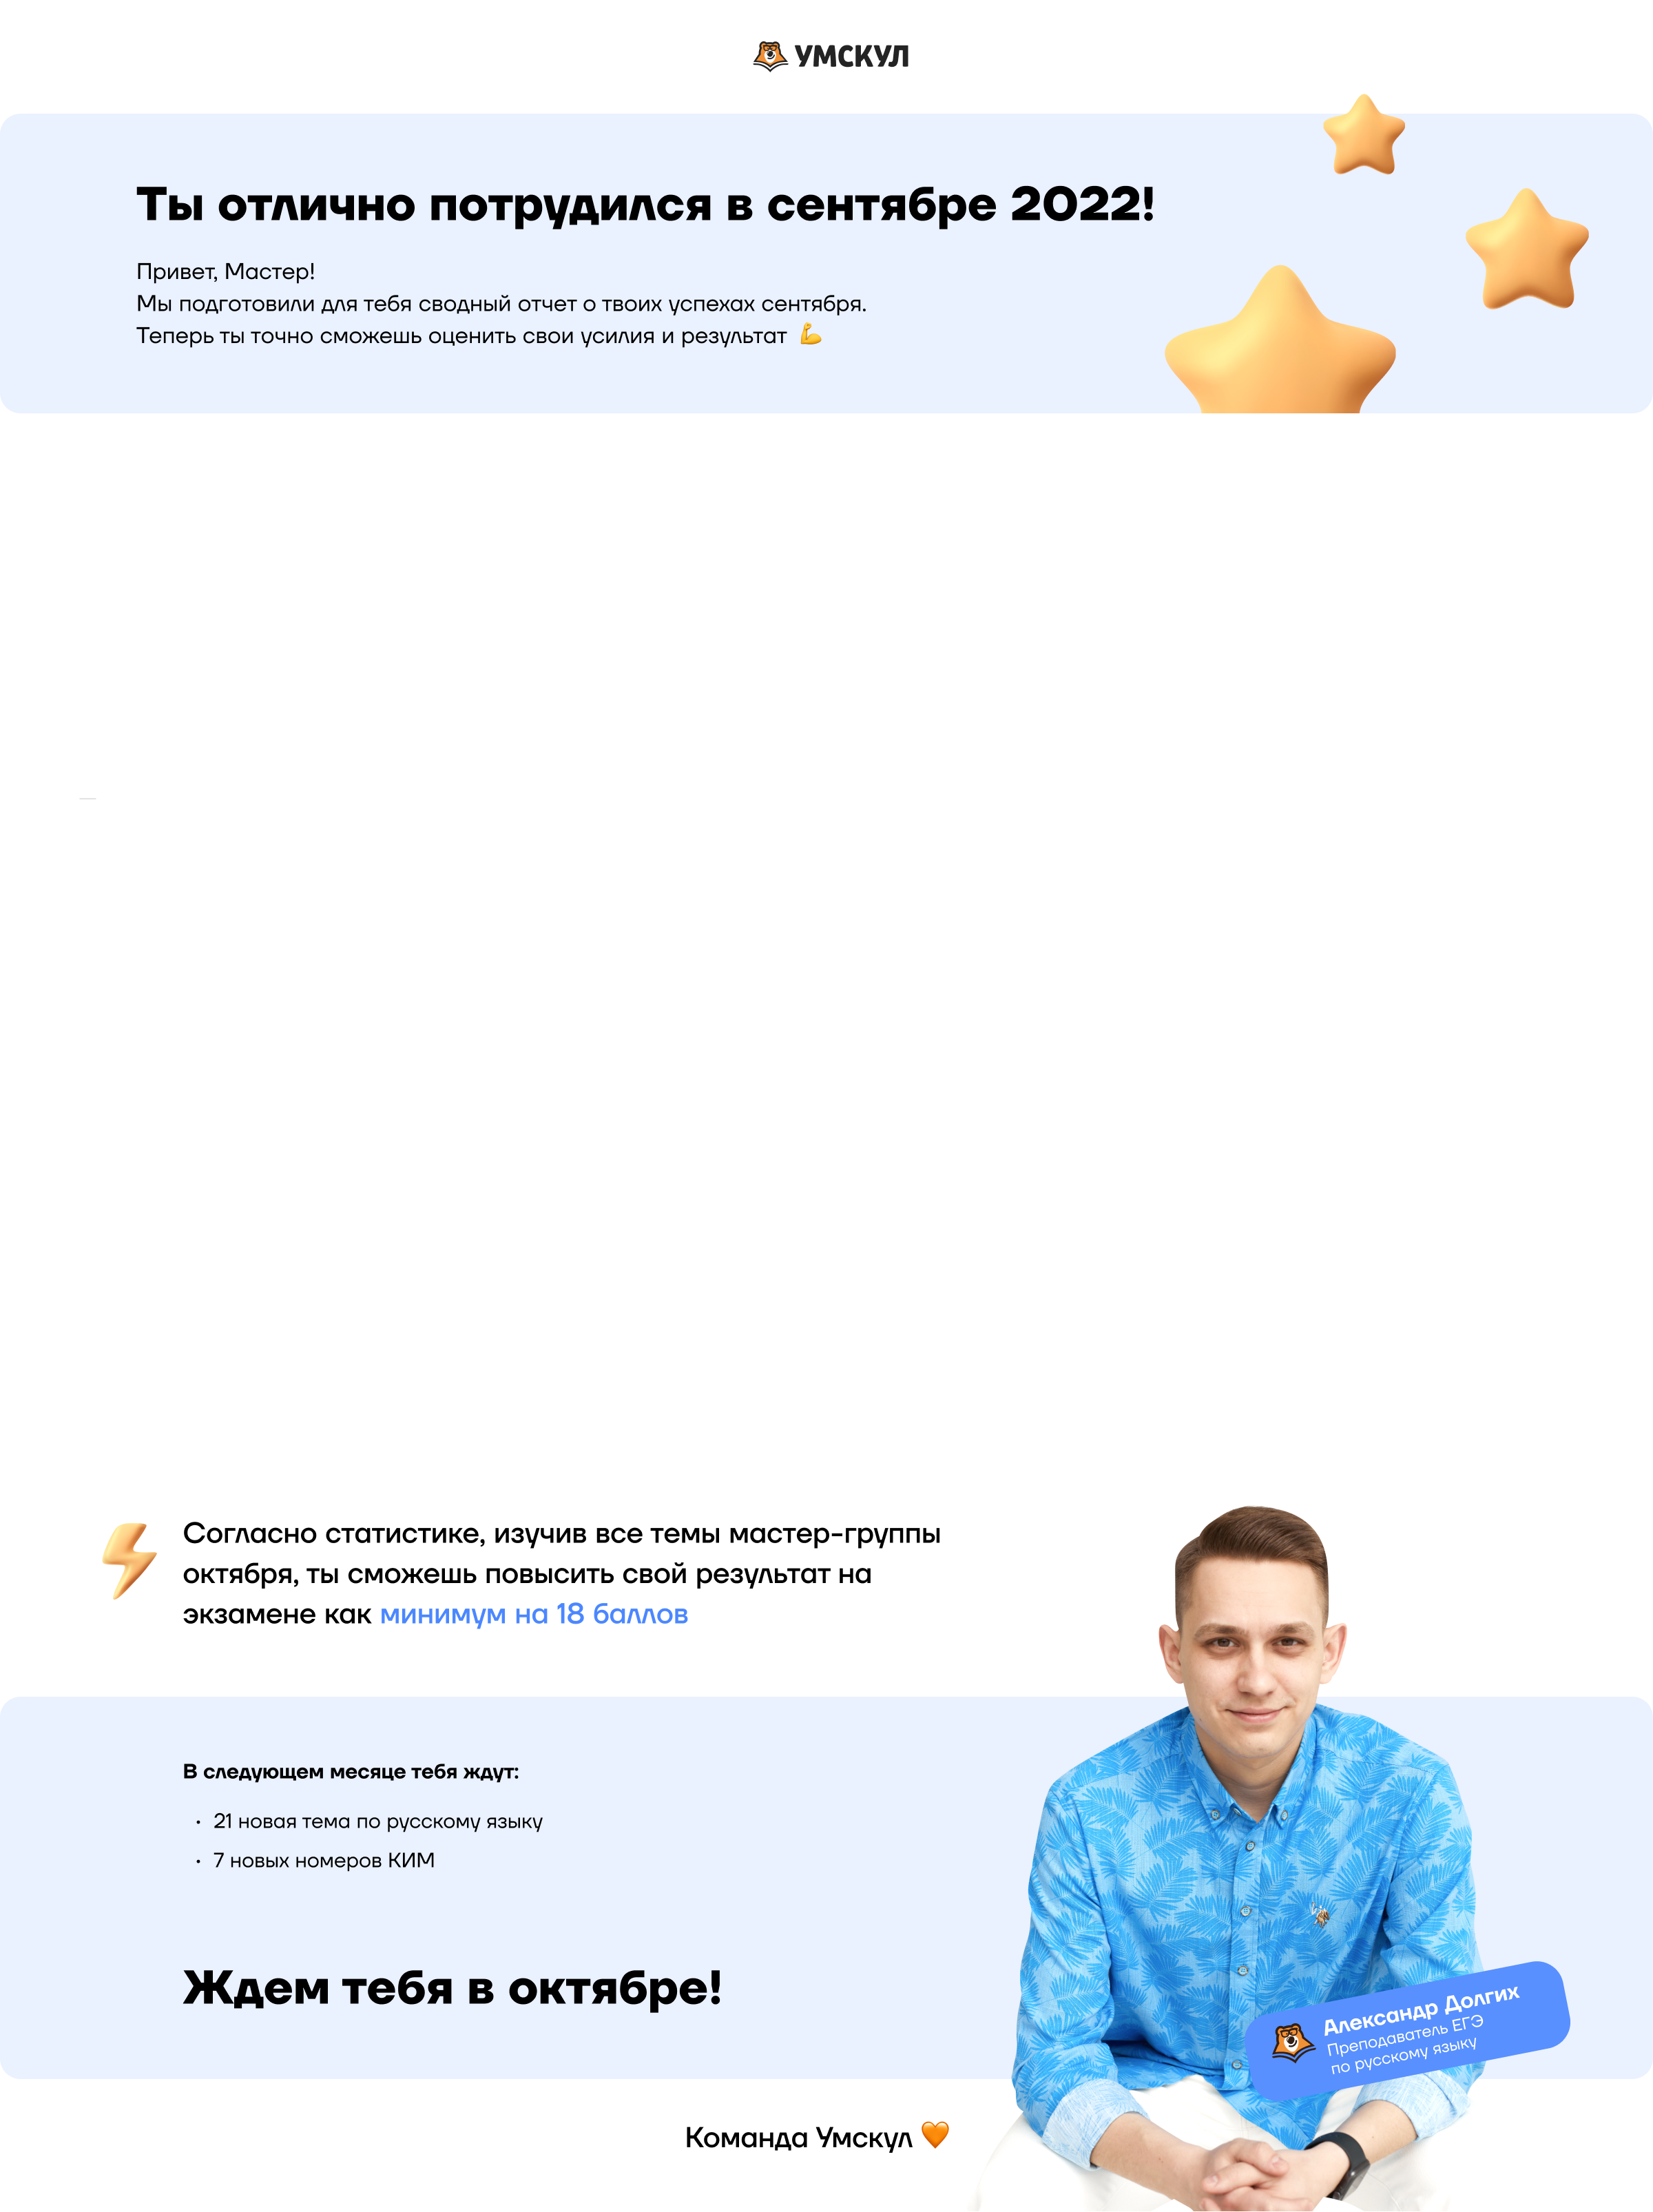 УМСКУЛ
Ты отлично потрудился в сентябре 2022!
Привет, Мастер!
Мы подготовили для тебя сводный отчет о твоих успехах сентября.
Теперь ты точно сможешь оценить свои усилия и результат 💪
Согласно статистике, изучив все темы мастер-группы
октября, ты сможешь повысить свой результат на
экзамене как минимум на 18 баллов
В следующем месяце тебя ждут:
• 21 новая тема по русскому языку
• 7 новых номеров КИМ
Ждем тебя в октябре!
Александр Долгих
Преподаватель ЕГЭ
по русскому языку
Команда Умскул 🧡